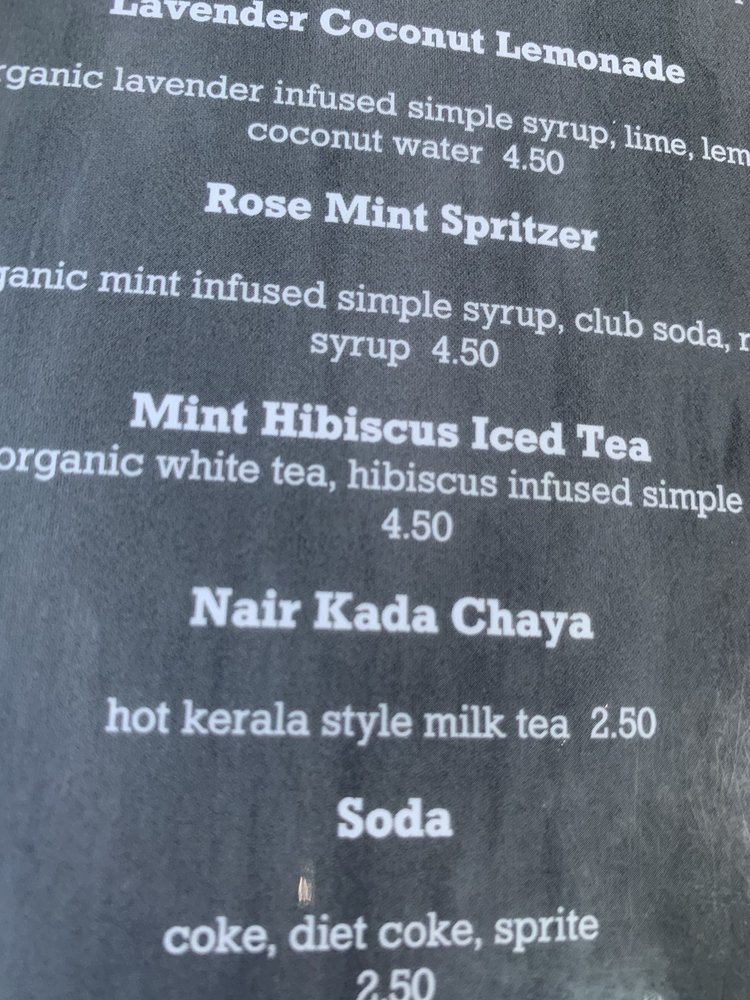 Lavender Coconut Lemonade
rganic lavender infused simple syrup, lime, lem
coconut water 4.50
Rose Mint Spritzer
ganic mint infused simple syrup, club soda, r
syrup 4.50
Mint Hibiscus Iced Tea
organic white tea, hibiscus infused simple
4.50
Nair Kada Chaya
hot kerala style milk tea 2.50
Soda
coke, diet coke, sprite
2.50